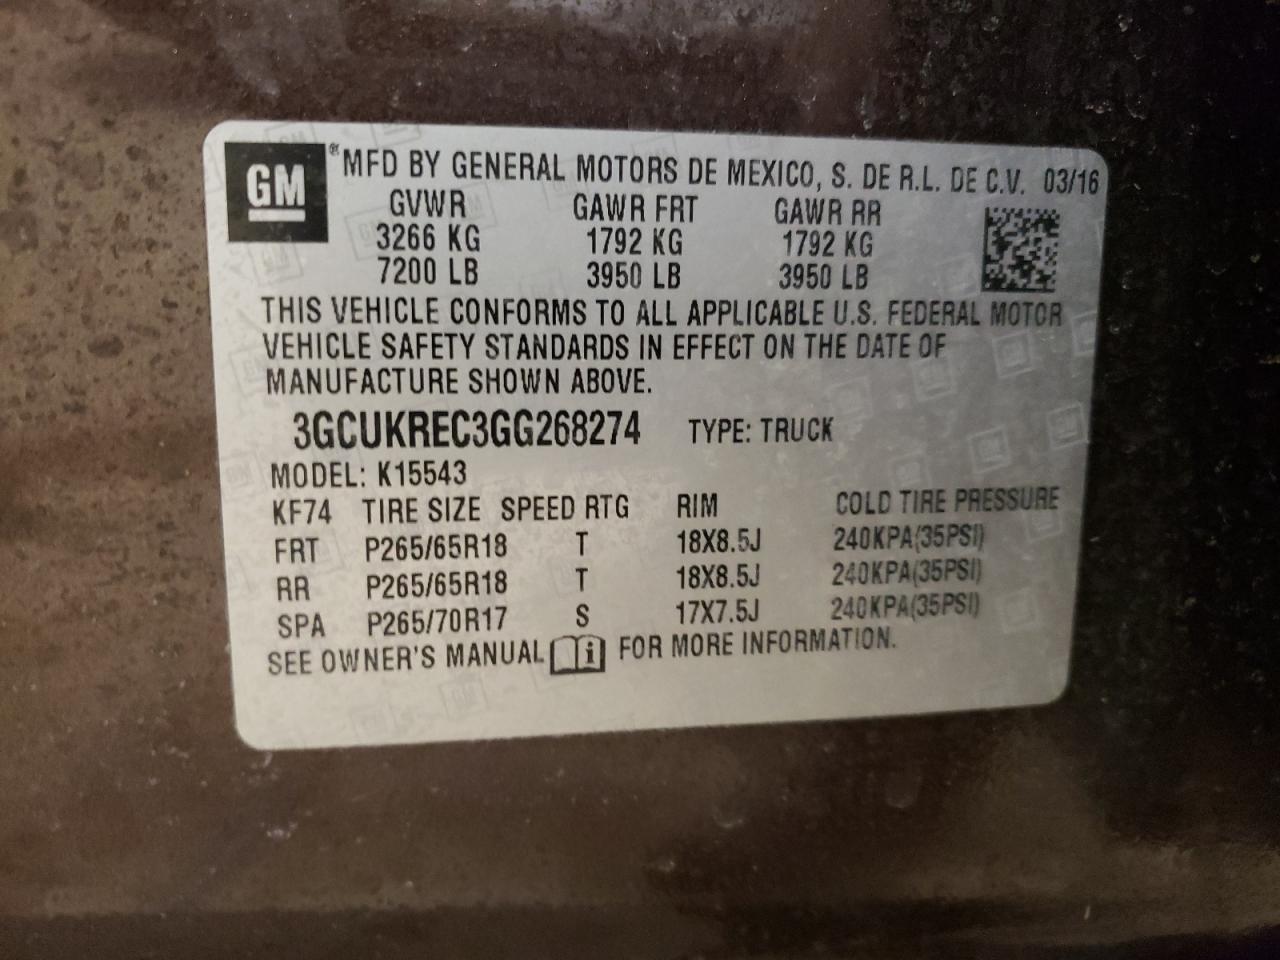 GM
®MFD BY GENERAL MOTORS DE MEXICO, S. DE R.L. DE C.V. 03/16
GVWR GAWR FRT GAWR RR
3266 KG 1792 KG 1792 KG
7200 LB 3950 LB 3950 LB
THIS VEHICLE CONFORMS TO ALL APPLICABLE U.S. FEDERAL MOTOR
VEHICLE SAFETY STANDARDS IN EFFECT ON THE DATE OF
MANUFACTURE SHOWN ABOVE.
3GCUKREC3GG268274 TYPE: TRUCK
MODEL: K15543
KF74 TIRE SIZE SPEED RTG RIM COLD TIRE PRESSURE
FRT P265/65R18 T 18X8.5J 240KPA(35PSI)
RR P265/65R18 T 18X8.5J 240KPA(35PSI)
SPA P265/70R17 S 17X7.5J 240KPA(35PSI)
SEE OWNER'S MANUAL i FOR MORE INFORMATION.